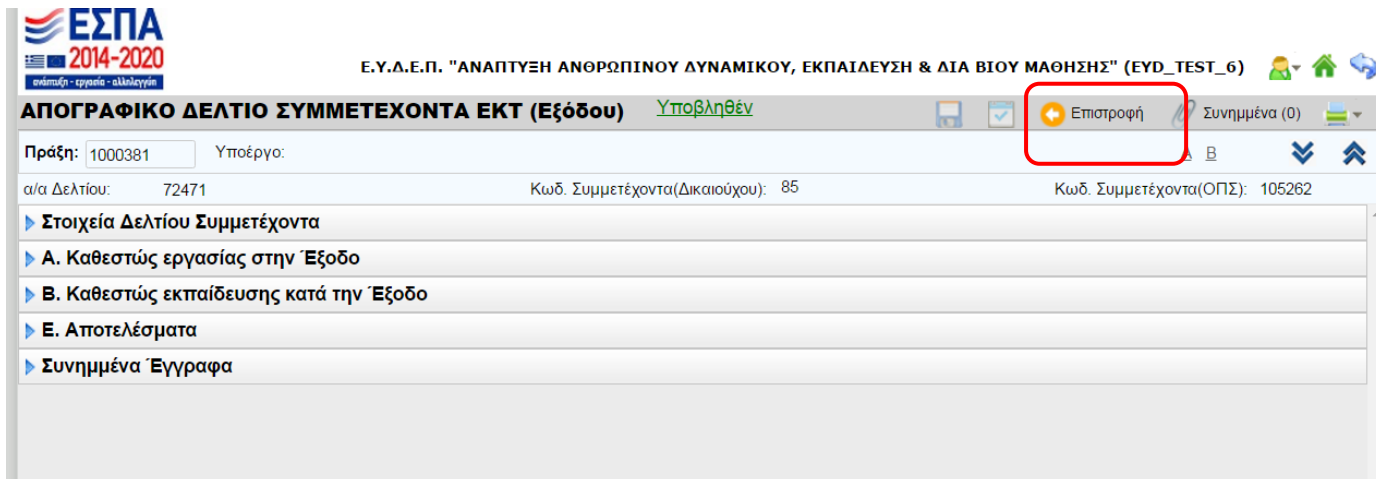 ΕΣΠΑ
2014-2020
ανάπτυξη - εργασία - αλληλεγγύη
Ε.Υ.Δ.Ε.Π. "ΑΝΑΠΤΥΞΗ ΑΝΘΡΩΠΙΝΟΥ ΔΥΝΑΜΙΚΟΥ, ΕΚΠΑΙΔΕΥΣΗ & ΔΙΑ ΒΙΟΥ ΜΑΘΗΣΗΣ" (EYD_TEST_6)
ΑΠΟΓΡΑΦΙΚΟ ΔΕΛΤΙΟ ΣΥΜΜΕΤΕΧΟΝΤΑ ΕΚΤ (Εξόδου) Υποβληθέν Επιστροφή Συνημμένα (0)
Πράξη: 1000381 Υποέργο: A B
α/α Δελτίου: 72471 Κωδ. Συμμετέχοντα(Δικαιούχου): 85 Κωδ. Συμμετέχοντα(ΟΠΣ): 105262
Στοιχεία Δελτίου Συμμετέχοντα
Α. Καθεστώς εργασίας στην Έξοδο
Β. Καθεστώς εκπαίδευσης κατά την Έξοδο
Ε. Αποτελέσματα
Συνημμένα Έγγραφα